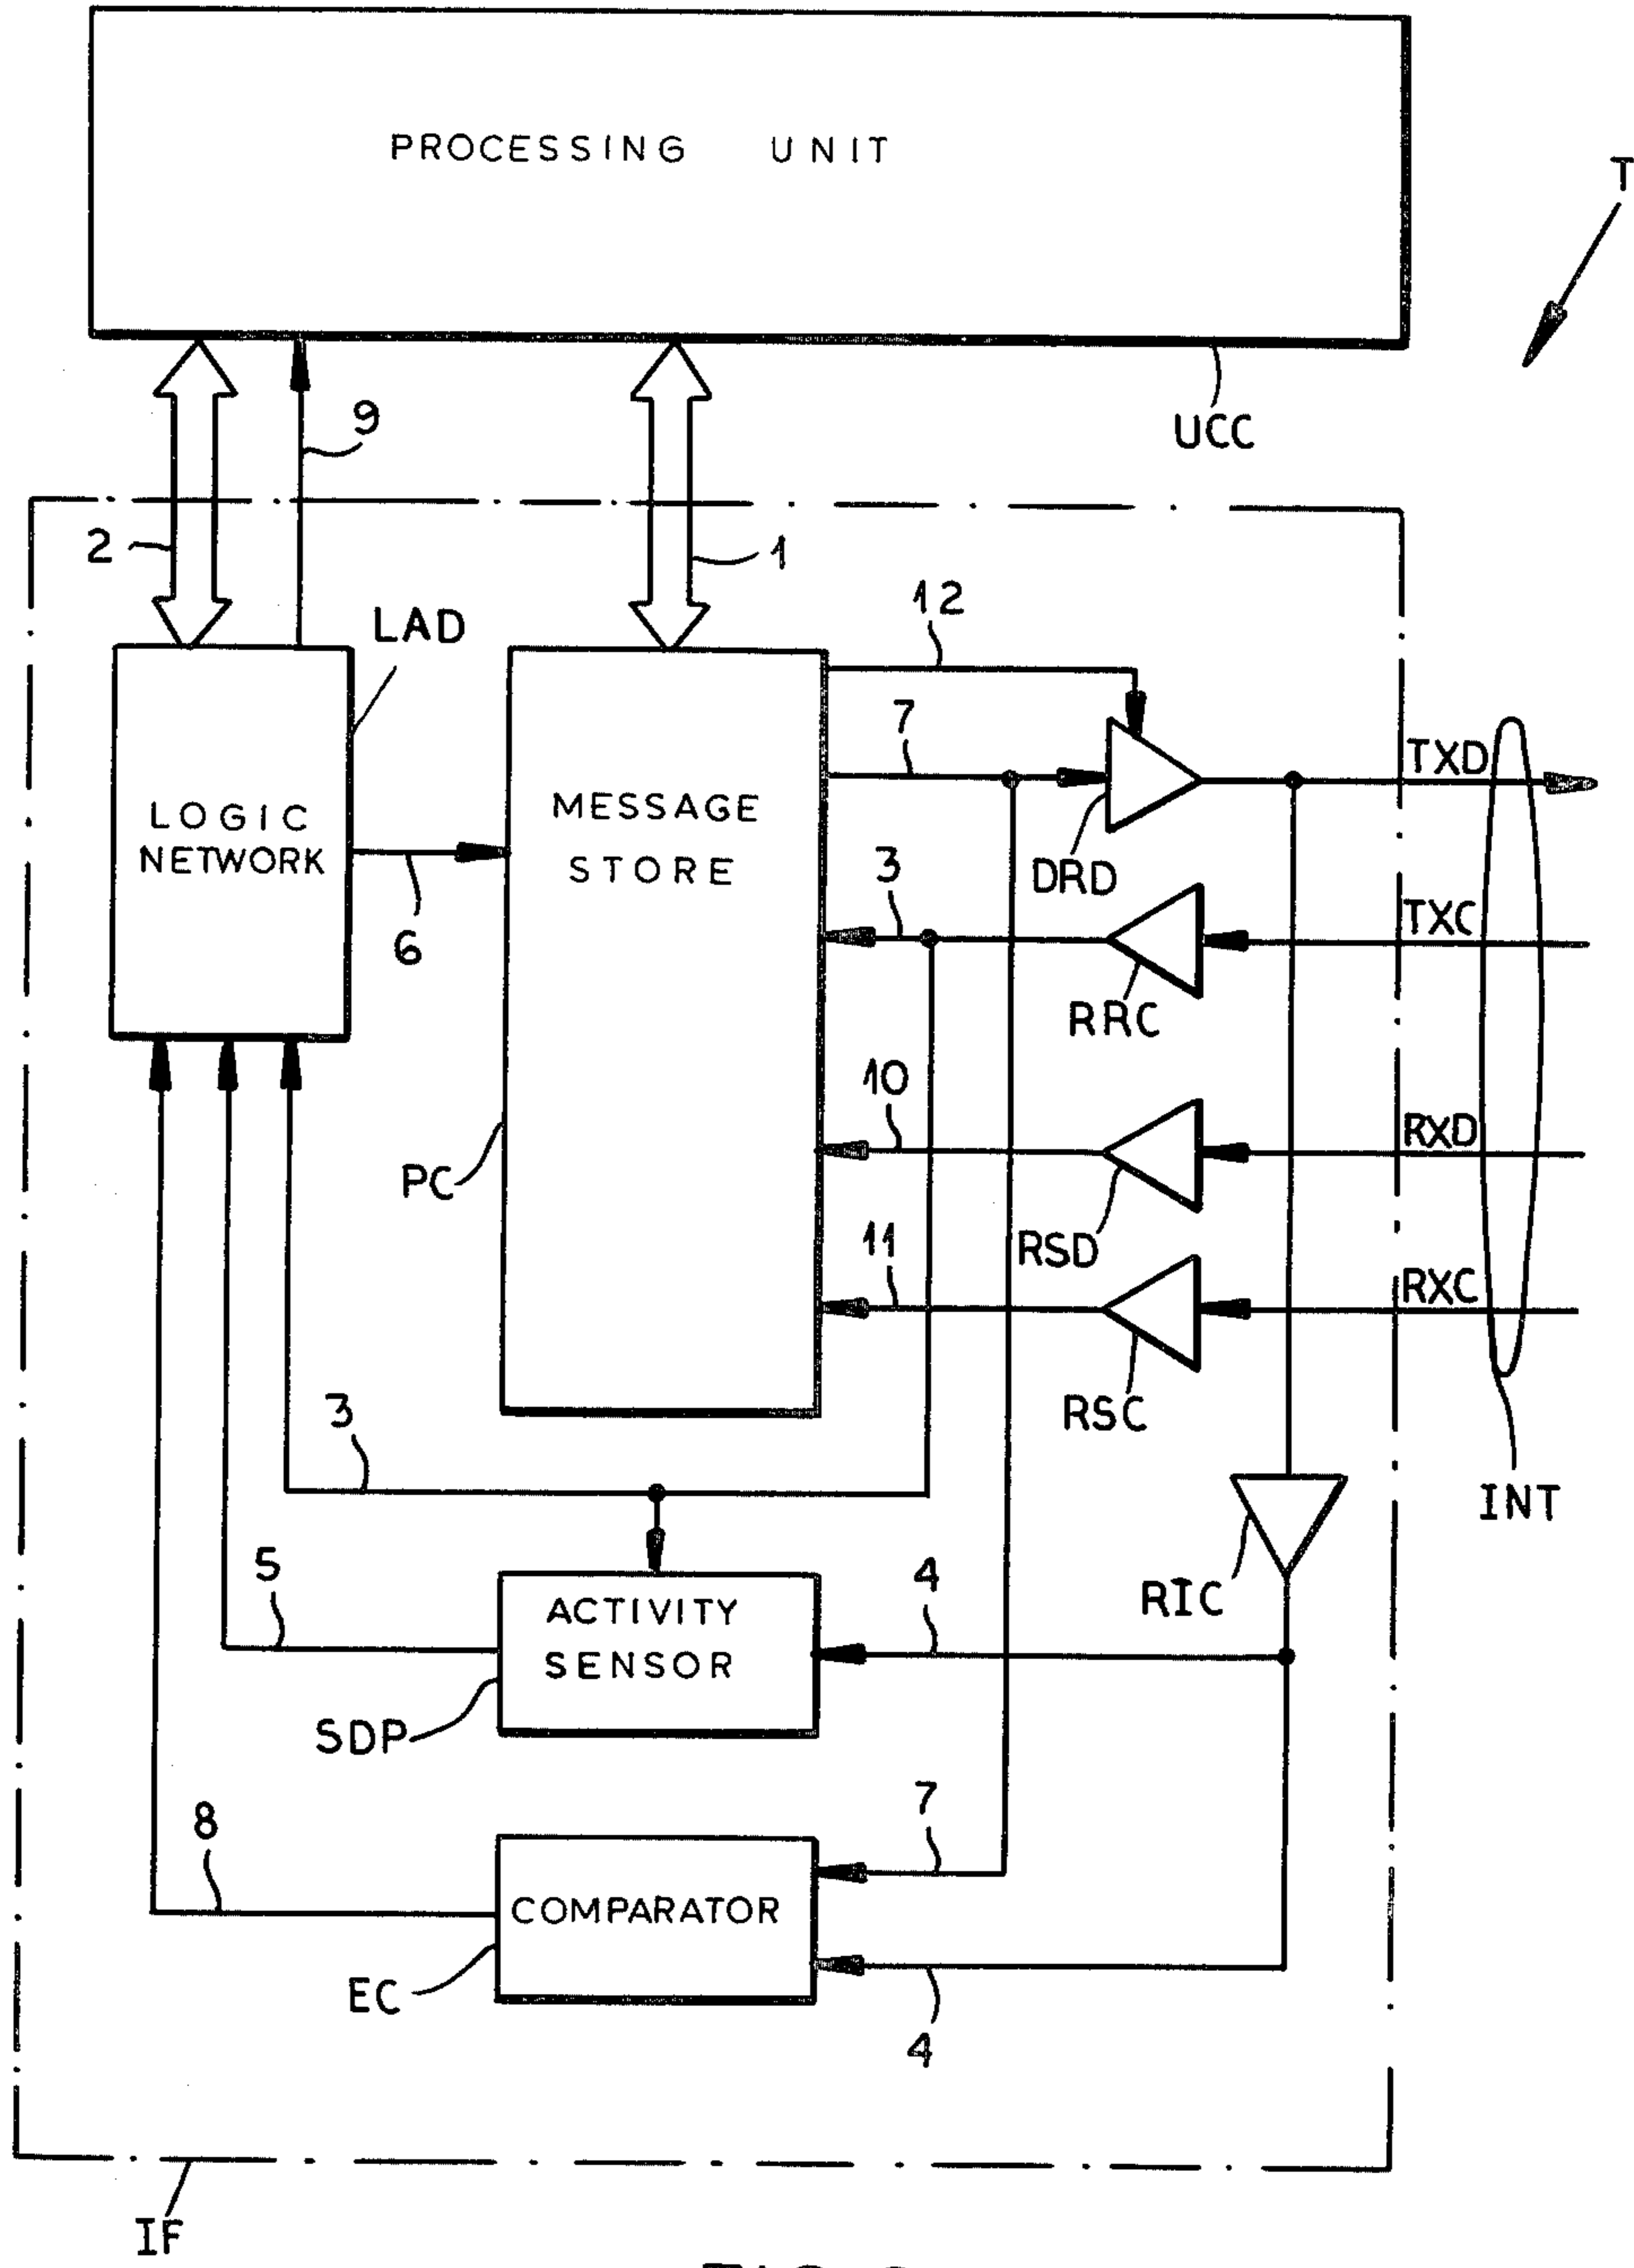 PROCESSING UNIT
T
UCC
9
2
1
LAD
12
7
TXD
LOGIC
NETWORK
MESSAGE
STORE
DRD
3
TXC
6
RRC
10
RXD
PC
RSD
11
RXC
RSC
3
INT
RIC
5
4
ACTIVITY
SENSOR
SDP
7
8
COMPARATOR
EC
4
IF